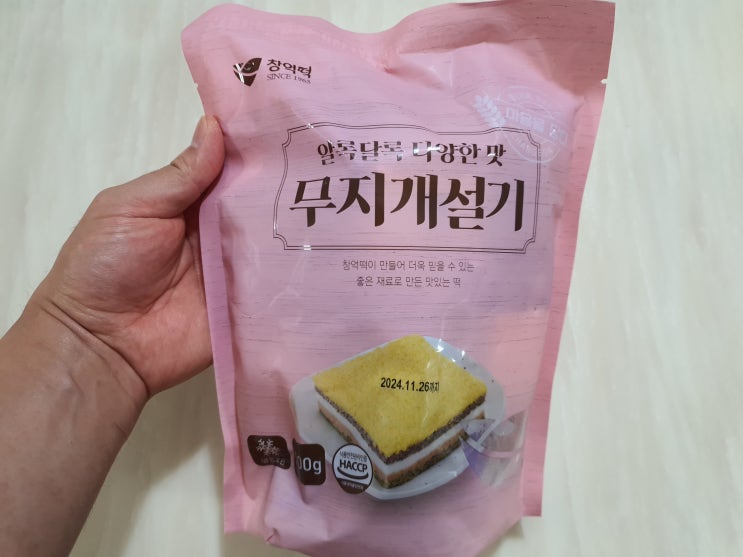 창억떡
SINCE 1965
알록달록 다양한 맛
무지개설기
창억떡이 만들어 더욱 믿을 수 있는
좋은 재료로 만든 맛있는 떡
2024.11.26까지
00g
HACCP